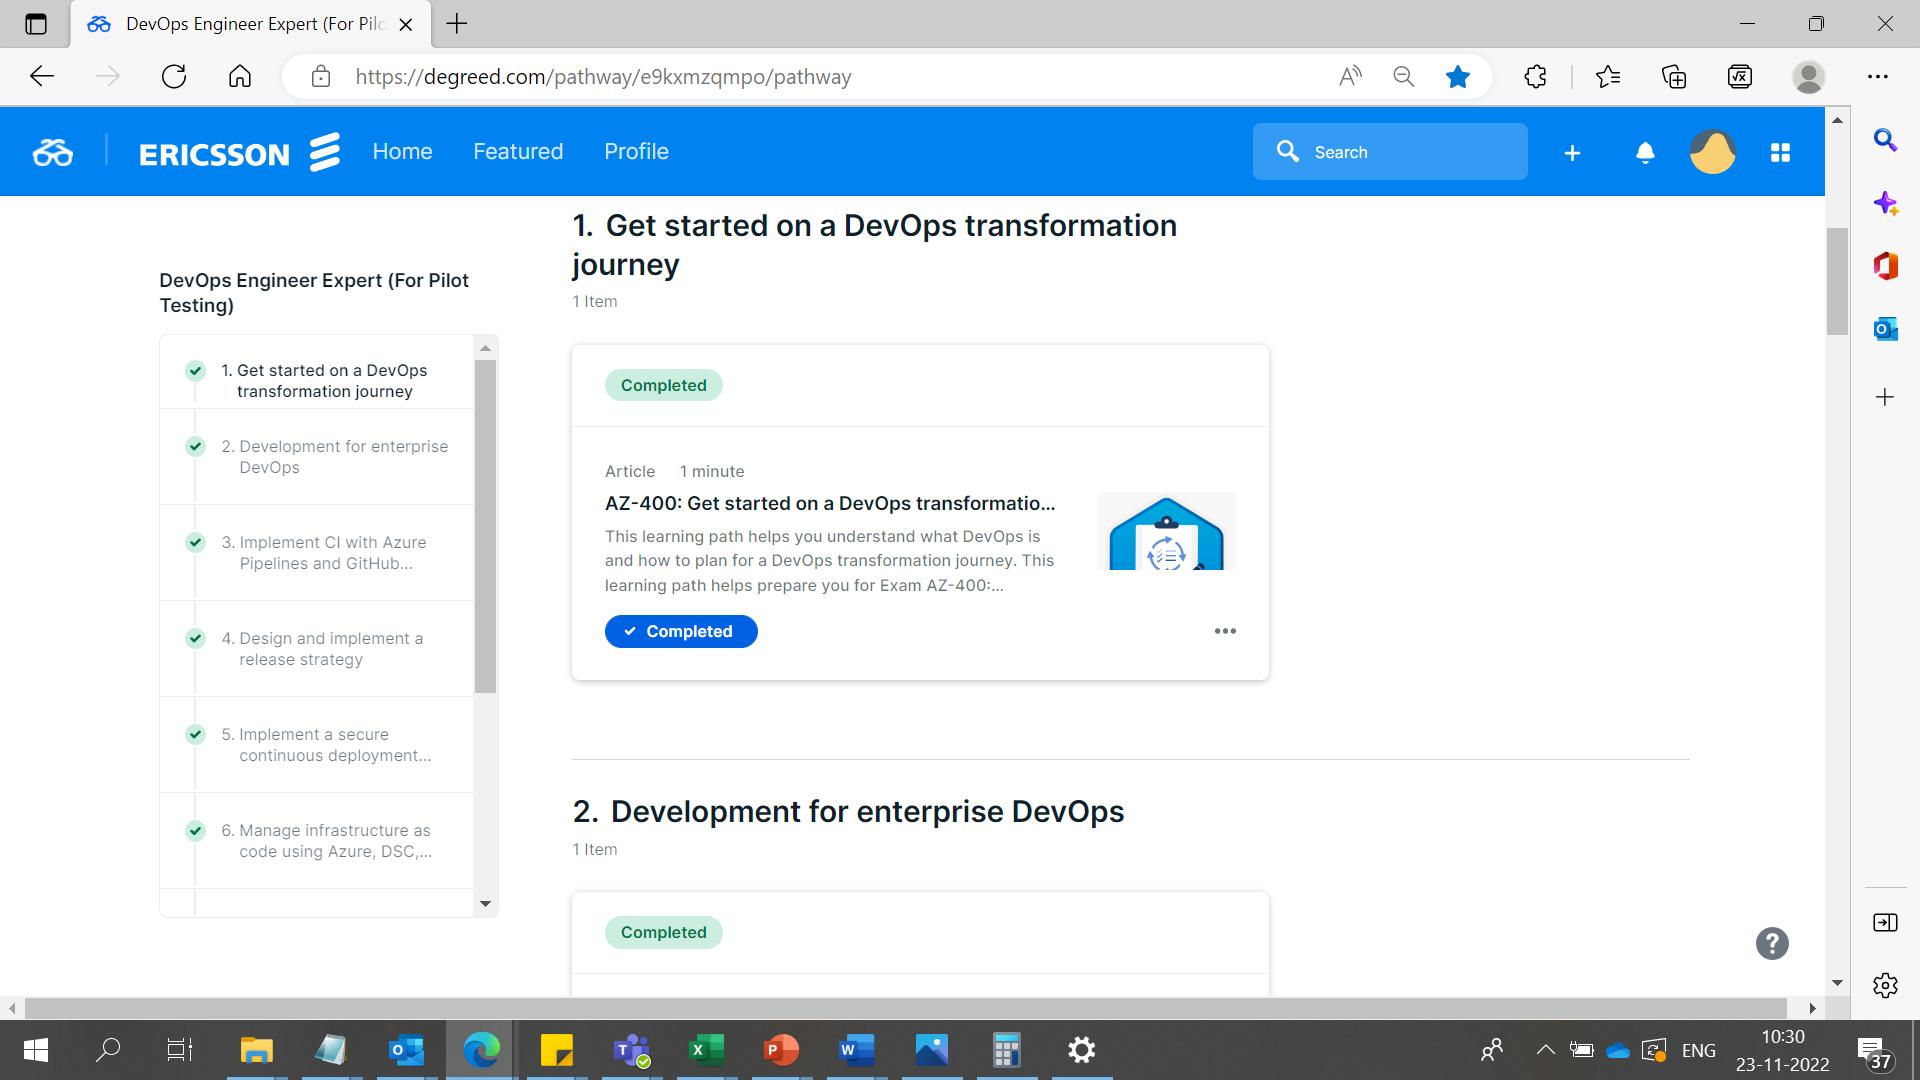 DevOps Engineer Expert (For Pilo
https://degreed.com/pathway/e9kxmzqmpo/pathway
ERICSSON
Home
Featured
Profile
Search
DevOps Engineer Expert (For Pilot
Testing)
1. Get started on a DevOps
transformation journey
2. Development for enterprise
DevOps
3. Implement CI with Azure
Pipelines and GitHub...
4. Design and implement a
release strategy
5. Implement a secure
continuous deployment...
6. Manage infrastructure as
code using Azure, DSC,...
1. Get started on a DevOps transformation
journey
1 Item
Completed
Article 1 minute
AZ-400: Get started on a DevOps transformatio...
This learning path helps you understand what DevOps is
and how to plan for a DevOps transformation journey. This
learning path helps prepare you for Exam AZ-400:...
Completed
2. Development for enterprise DevOps
1 Item
Completed
ENG
10:30
23-11-2022
37